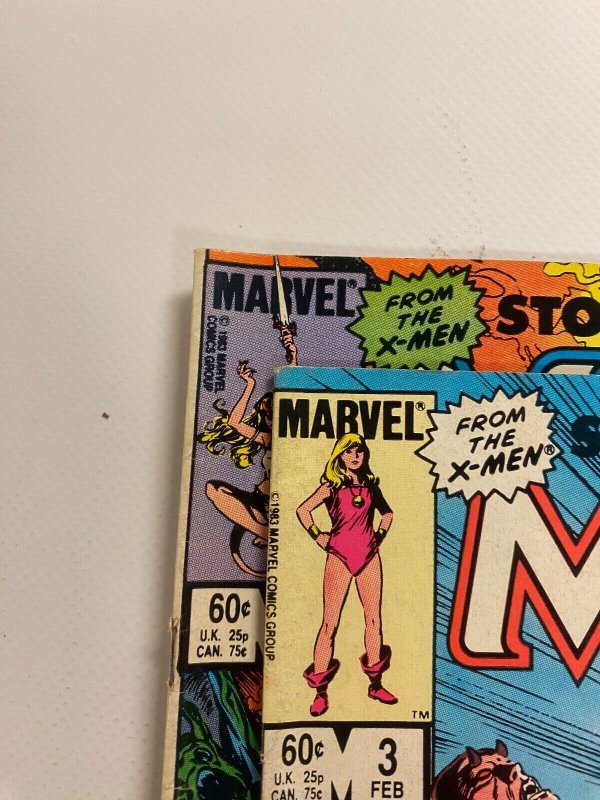 MARVEL
© 1983 MARVEL
COMICS GROUP
FROM
THE
X-MEN
STO
60¢
U.K. 25p
CAN. 75¢
MARVEL®
FROM
THE
X-MEN®
S
M
©1983 MARVEL COMICS GROUP
TM
60¢
U.K. 25p
CAN. 75¢
M
3
FEB